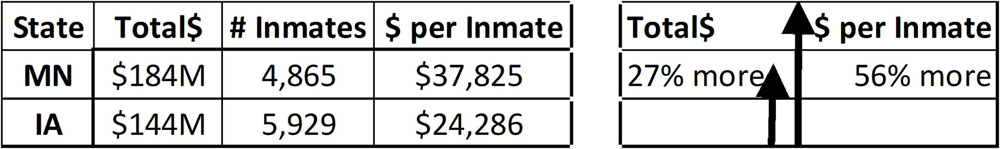 State Total$ # Inmates $ per Inmate Total$ $ per Inmate
MN $184M 4,865 $37,825 27% more 56% more
IA $144M 5,929 $24,286